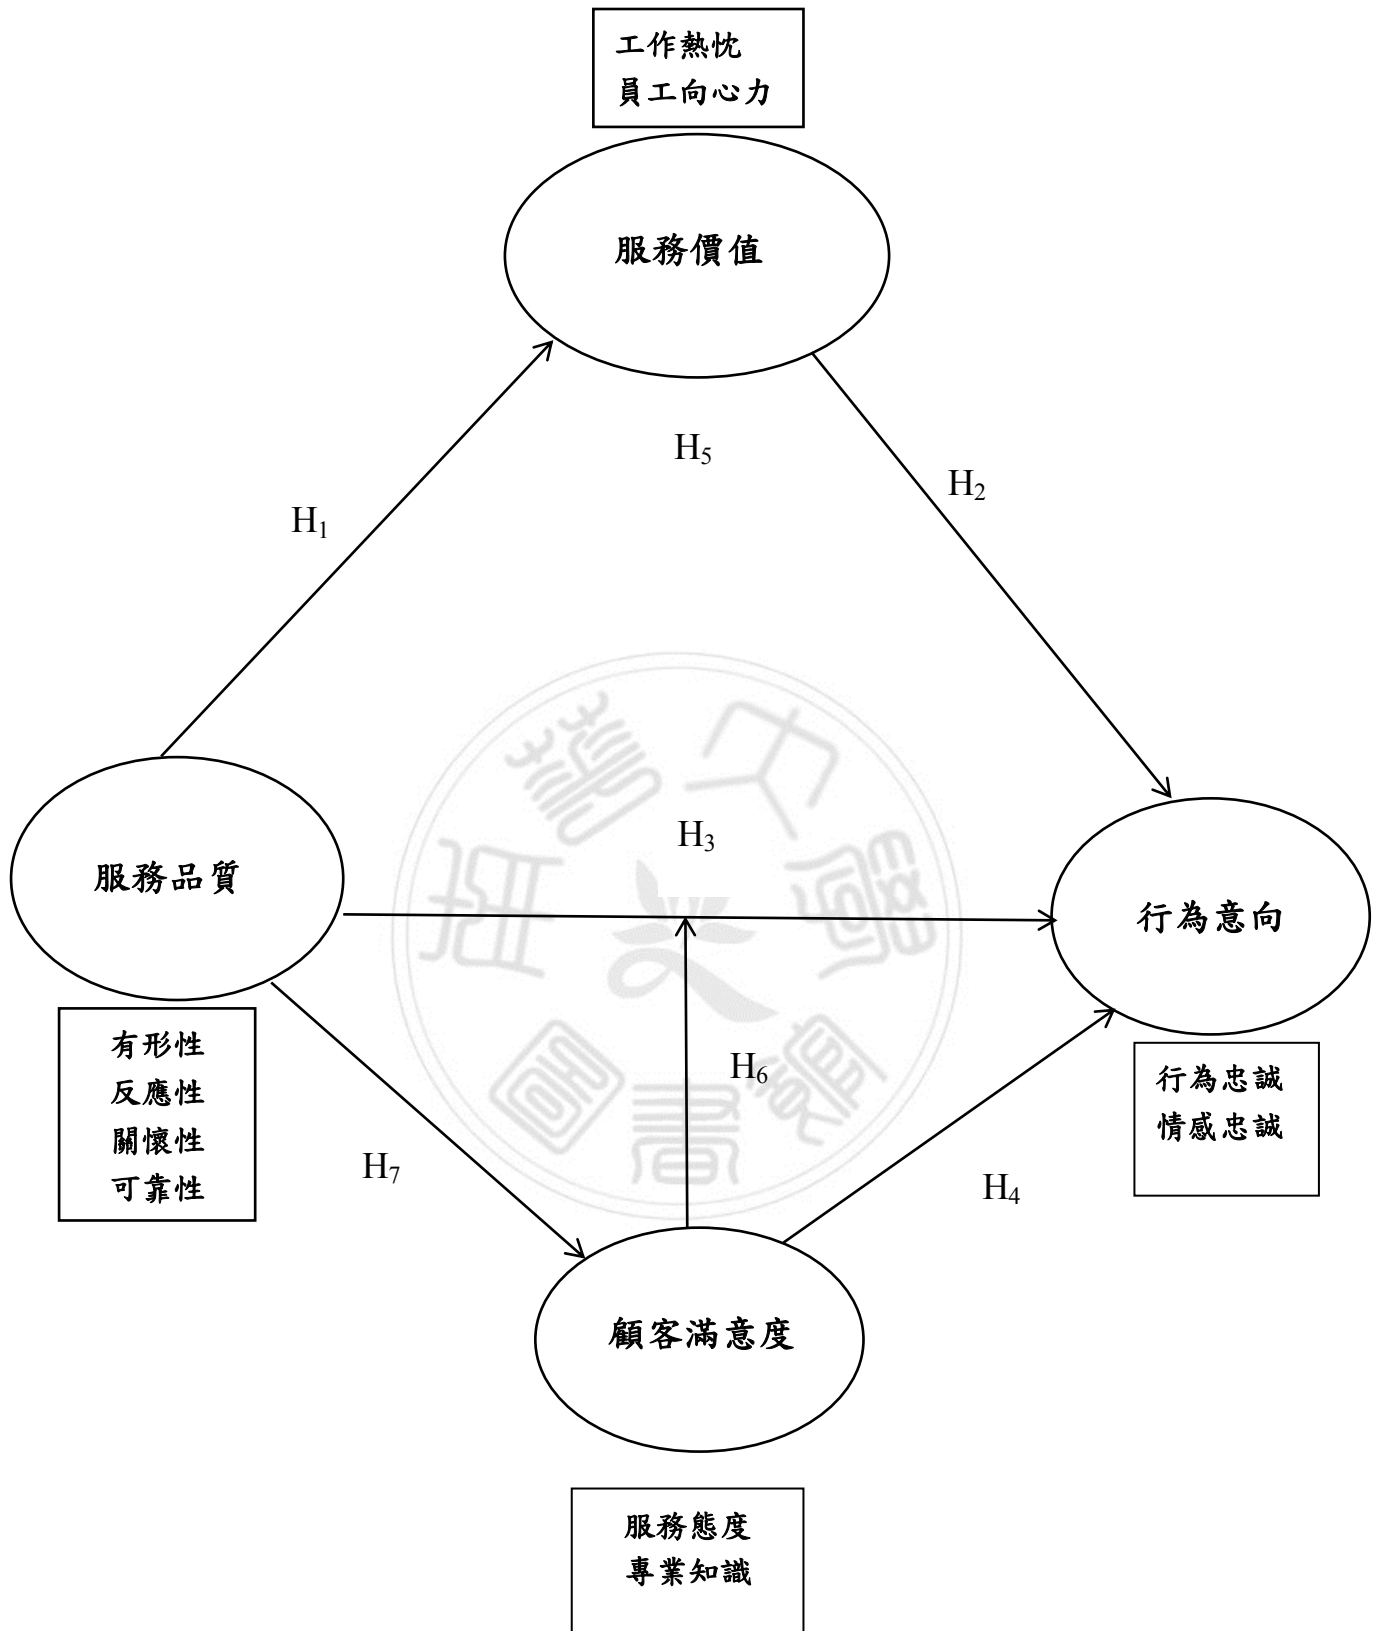 工作熱忱
員工向心力
服務價值
H₅
H₂
H₁
H₃
服務品質
行為意向
有形性
反應性
關懷性
可靠性
H₆
行為忠誠
情感忠誠
H₇
H₄
顧客滿意度
服務態度
專業知識